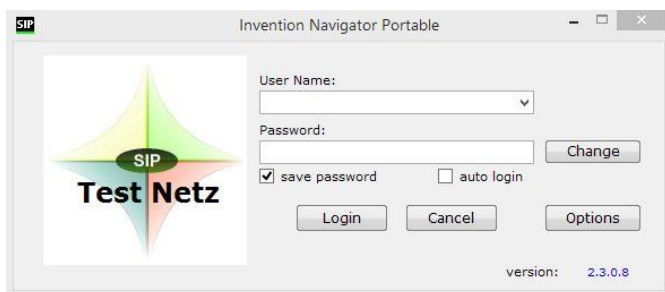 SIP Invention Navigator Portable
User Name:
Password:
Change
save password auto login
SIP
Test Netz
Login Cancel Options
version: 2.3.0.8